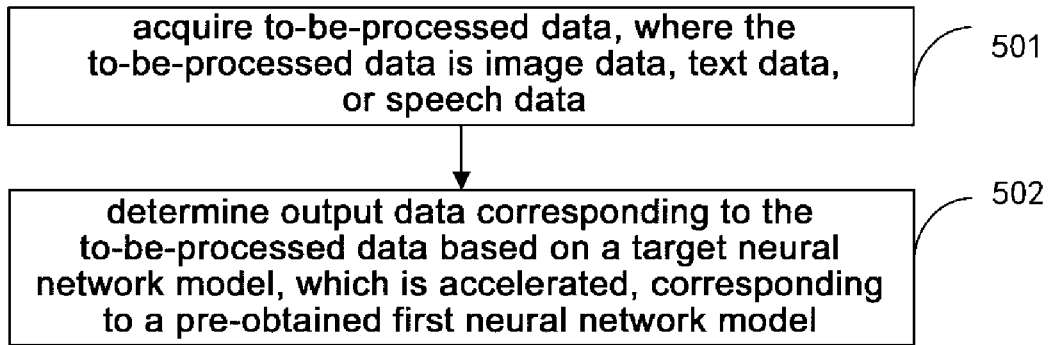 acquire to-be-processed data, where the
to-be-processed data is image data, text data,
or speech data
501
determine output data corresponding to the
to-be-processed data based on a target neural
network model, which is accelerated, corresponding
to a pre-obtained first neural network model
502